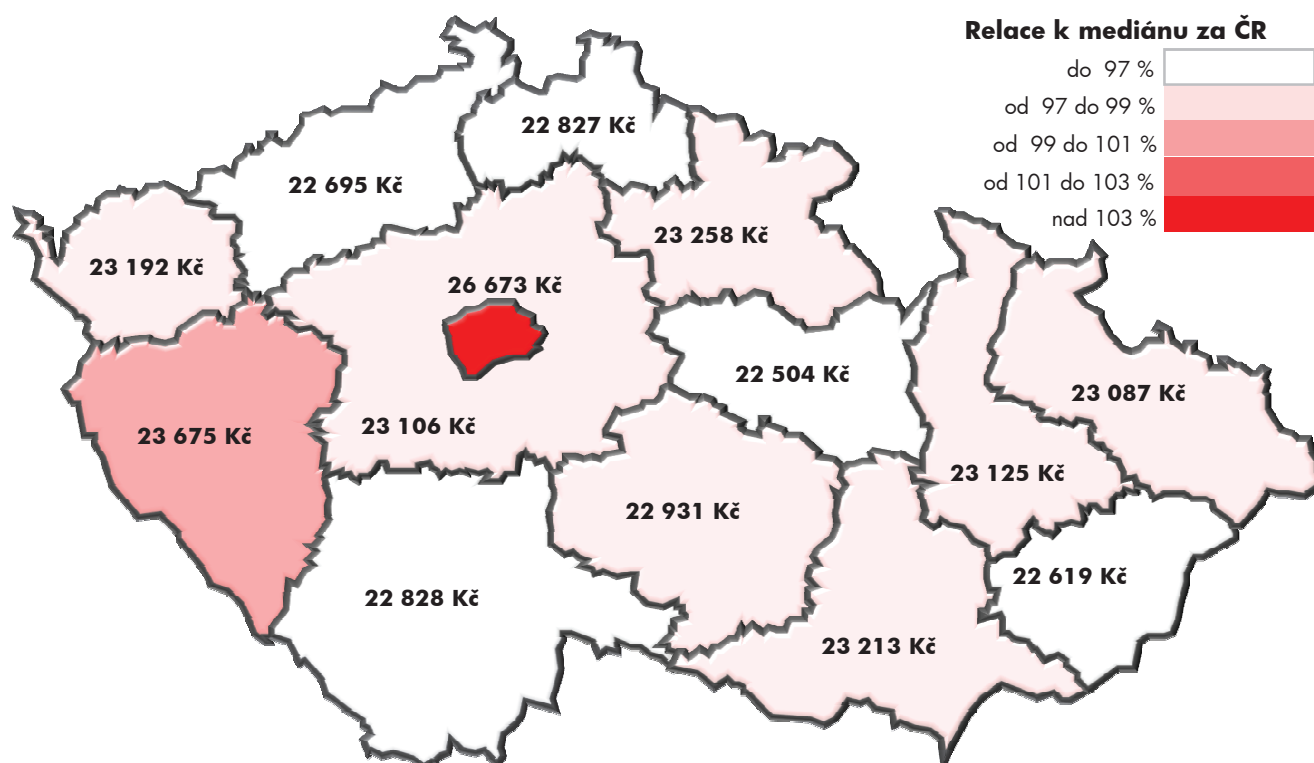 Relace k mediánu za ČR
do 97 %
od 97 do 99 %
od 99 do 101 %
od 101 do 103 %
nad 103 %
22 827 Kč
22 695 Kč
23 258 Kč
23 192 Kč
26 673 Kč
22 504 Kč
23 087 Kč
23 106 Kč
23 675 Kč
23 125 Kč
22 931 Kč
22 619 Kč
22 828 Kč
23 213 Kč